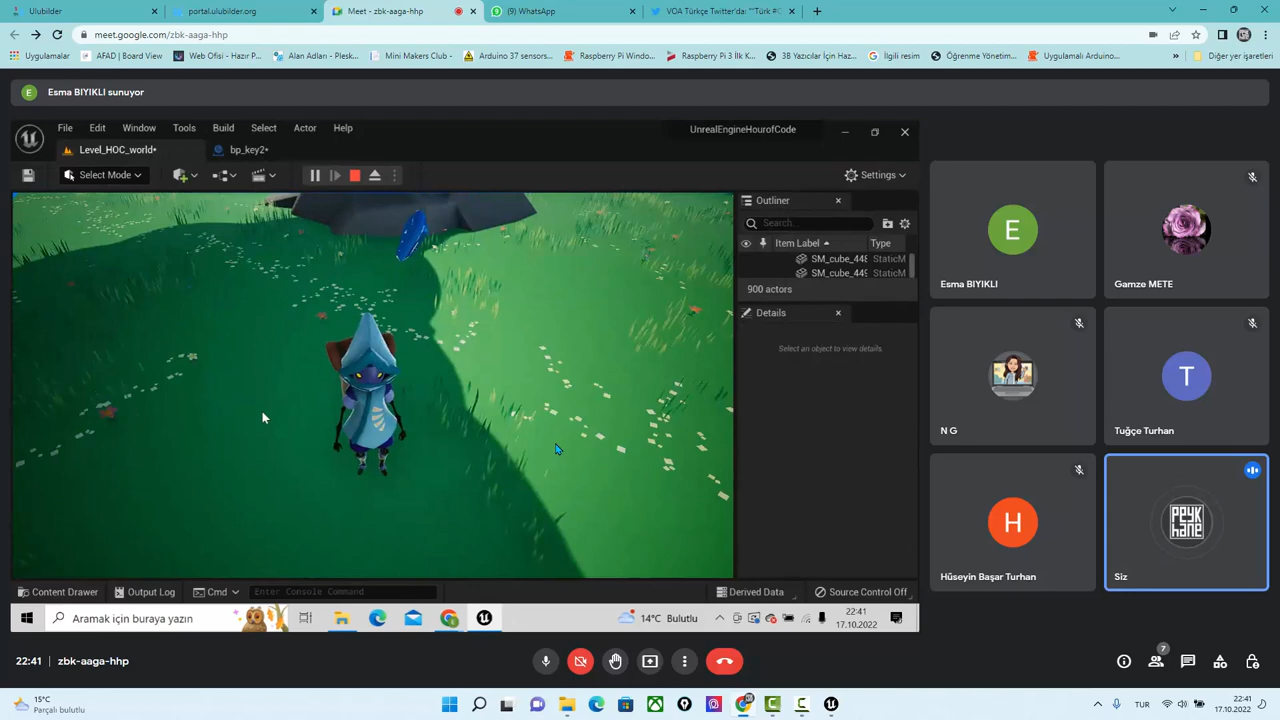 Ulubilder
portal.ulubilder.org
Meet - zbk-aaga-hhp
(9) WhatsApp
VOA Türkçe Twitter'da: ""Türk #C
meet.google.com/zbk-aaga-hhp
Uygulamalar
AFAD | Board View
Web Ofisi - Hazır P...
Alan Adları - Plesk...
Mini Makers Club -
Arduino 37 sensors...
Raspberry Pi Windo...
Raspberry Pi 3 İlk K...
3B Yazıcılar İçin Ha...
İlgili resim
Öğrenme Yönetim...
Uygulamalı Arduino...
»
Diğer yer işaretleri
E
Esma BIYIKLI sunuyor
File
Edit
Window
Tools
Build
Select
Actor
Help
UnrealEngineHourofCode
Level_HOC_world*
bp_key2*
Select Mode
Settings
Outliner
Search...
Item Label
Type
SM_cube_448
StaticM
SM_cube_449
StaticM
900 actors
Details
Select an object to view details.
Content Drawer
Output Log
Cmd
Enter Console Command
Derived Data
Source Control Off
Aramak için buraya yazın
14°C Bulutlu
22:41
17.10.2022
E
Esma BIYIKLI
Gamze METE
N G
T
Tuğçe Turhan
H
Hüseyin Başar Turhan
PSYK
HANE
Siz
22:41
zbk-aaga-hhp
7
15°C
Parçalı bulutlu
TUR
22:41
17.10.2022